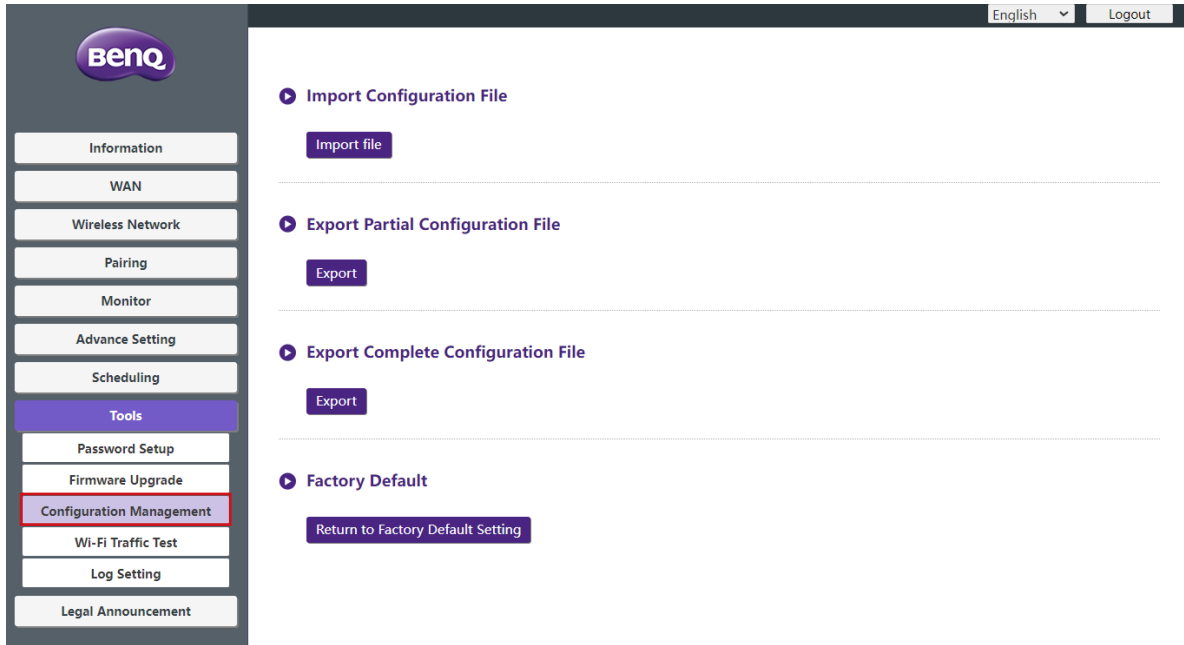 English
Logout
BenQ
Information
WAN
Wireless Network
Pairing
Monitor
Advance Setting
Scheduling
Tools
Password Setup
Firmware Upgrade
Configuration Management
Wi-Fi Traffic Test
Log Setting
Legal Announcement
Import Configuration File
Import file
Export Partial Configuration File
Export
Export Complete Configuration File
Export
Factory Default
Return to Factory Default Setting